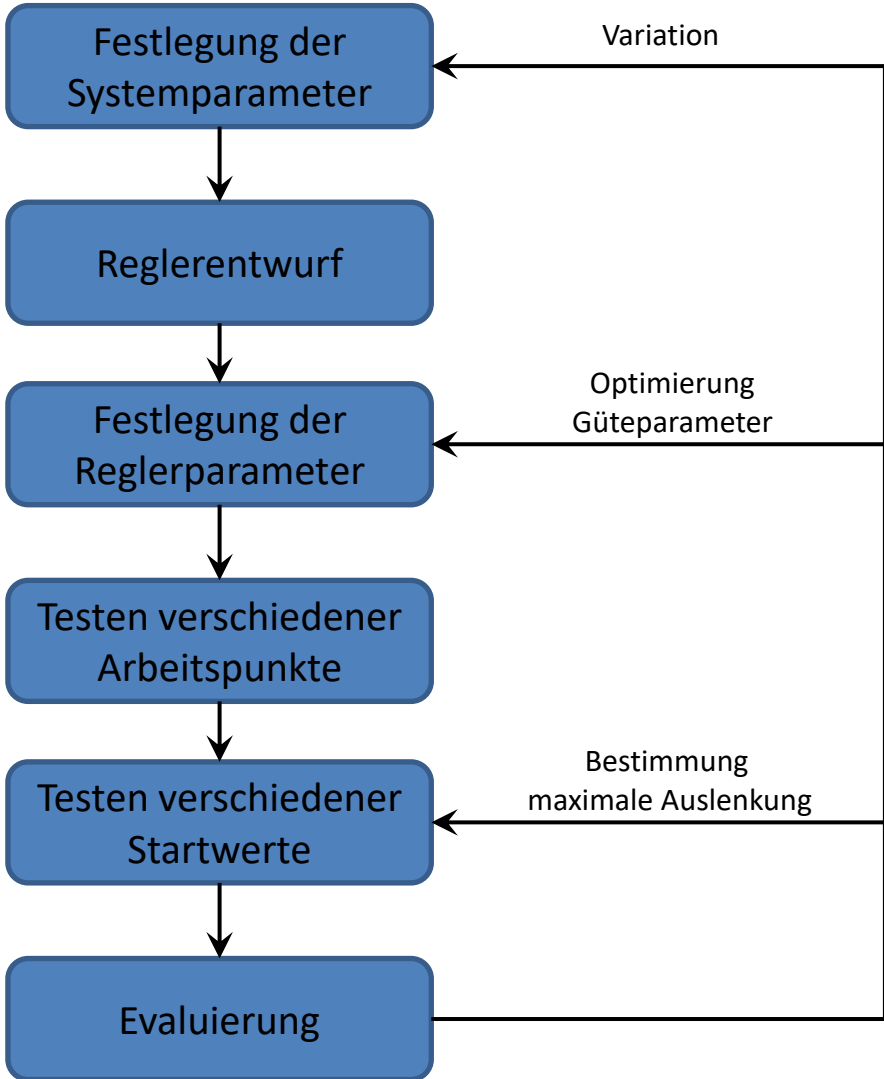 Festlegung der
Systemparameter
Variation
Reglerentwurf
Festlegung der
Reglerparameter
Optimierung
Güteparameter
Testen verschiedener
Arbeitspunkte
Testen verschiedener
Startwerte
Bestimmung
maximale Auslenkung
Evaluierung